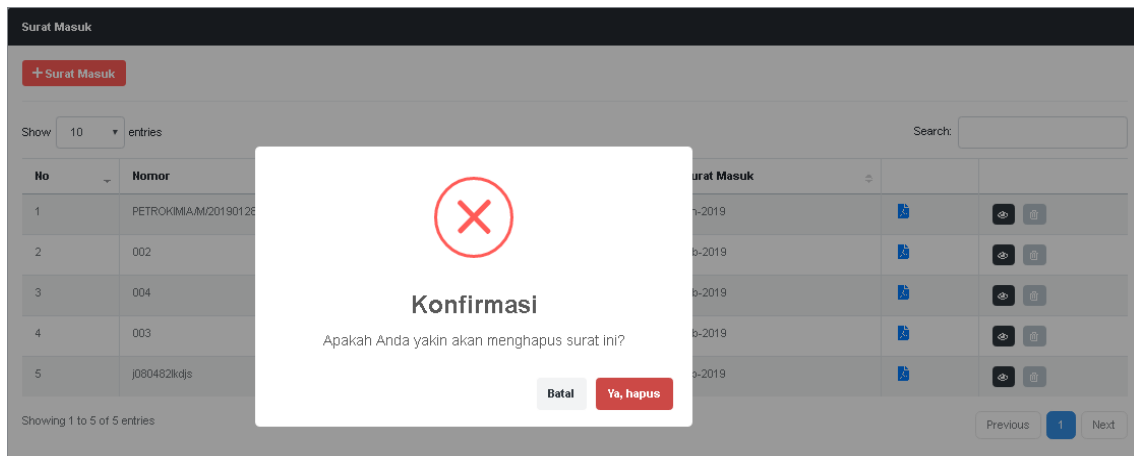 Surat Masuk
+ Surat Masuk
Show 10 entries Search:
No Nomor urat Masuk
1 PETROKIMIA/M/20190128 -2019
2 002 -2019
3 004 -2019
4 003 -2019
5 -2019
Konfirmasi
Apakah Anda yakin akan menghapus surat ini?
Batal Ya, hapus
Showing 1 to 5 of 5 entries Previous 1 Next